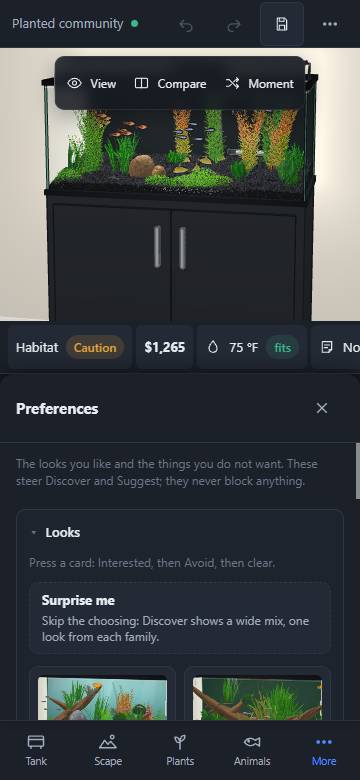 Planted community
View Compare Moment
Habitat Caution $1,265 75 °F fits No
Preferences
The looks you like and the things you do not want. These
steer Discover and Suggest; they never block anything.
Looks
Press a card: Interested, then Avoid, then clear.
Surprise me
Skip the choosing: Discover shows a wide mix, one
look from each family.
Tank Scape Plants Animals More